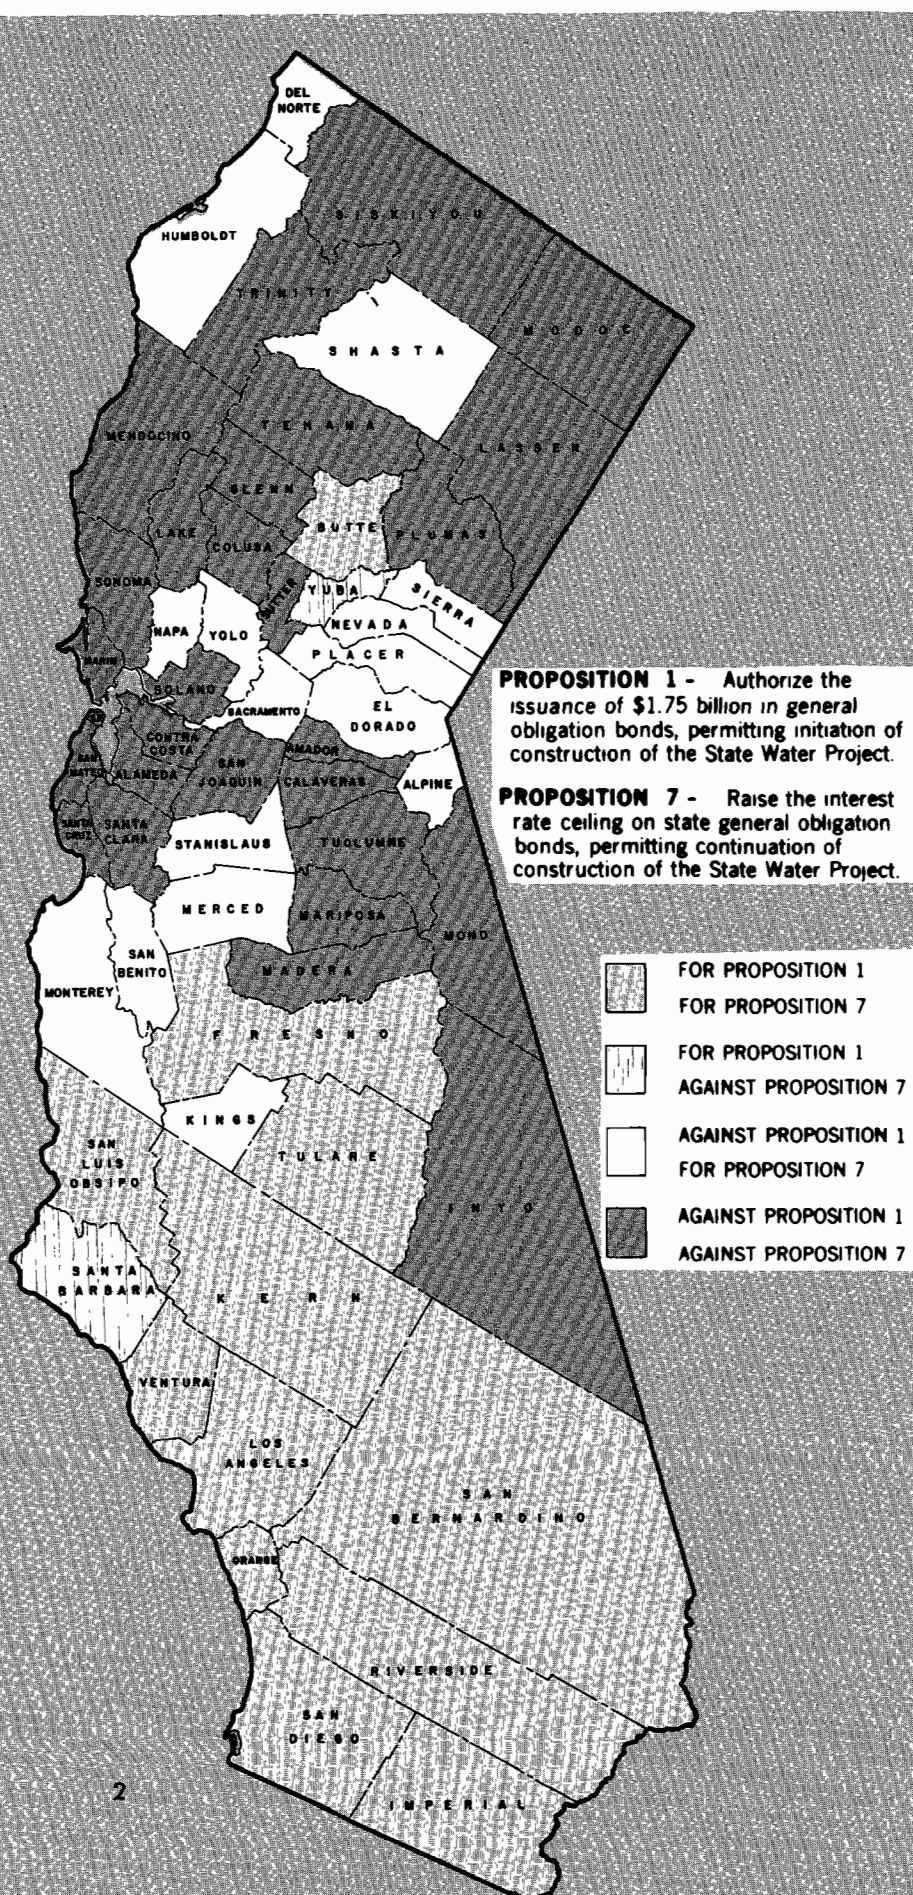 DEL
NORTE
SISKIYOU
HUMBOLDT
TRINITY
MODOC
SHASTA
TEHAMA
MENDOCINO
LASSEN
GLENN
BUTTE
PLUMAS
LAKE
COLUSA
SONOMA
SUTTER
YUBA
SIERRA
NEVADA
NAPA
YOLO
PLACER
MARIN
SOLANO
SACRAMENTO
EL
DORADO
CONTRA
COSTA
SAN
MATEO
ALAMEDA
SAN
JOAQUIN
AMADOR
CALAVERAS
ALPINE
SANTA
CRUZ
SANTA
CLARA
STANISLAUS
TUOLUMNE
MERCED
MARIPOSA
MONO
SAN
BENITO
MONTEREY
MADERA
FRESNO
KINGS
TULARE
SAN
LUIS
OBSIPO
INYO
SANTA
BARBARA
KERN
VENTURA
LOS
ANGELES
SAN
BERNARDINO
ORANGE
RIVERSIDE
SAN
DIEGO
IMPERIAL
PROPOSITION 1 - Authorize the
issuance of $1.75 billion in general
obligation bonds, permitting initiation of
construction of the State Water Project.
PROPOSITION 7 - Raise the interest
rate ceiling on state general obligation
bonds, permitting continuation of
construction of the State Water Project.
FOR PROPOSITION 1
FOR PROPOSITION 7
FOR PROPOSITION 1
AGAINST PROPOSITION 7
AGAINST PROPOSITION 1
FOR PROPOSITION 7
AGAINST PROPOSITION 1
AGAINST PROPOSITION 7
2